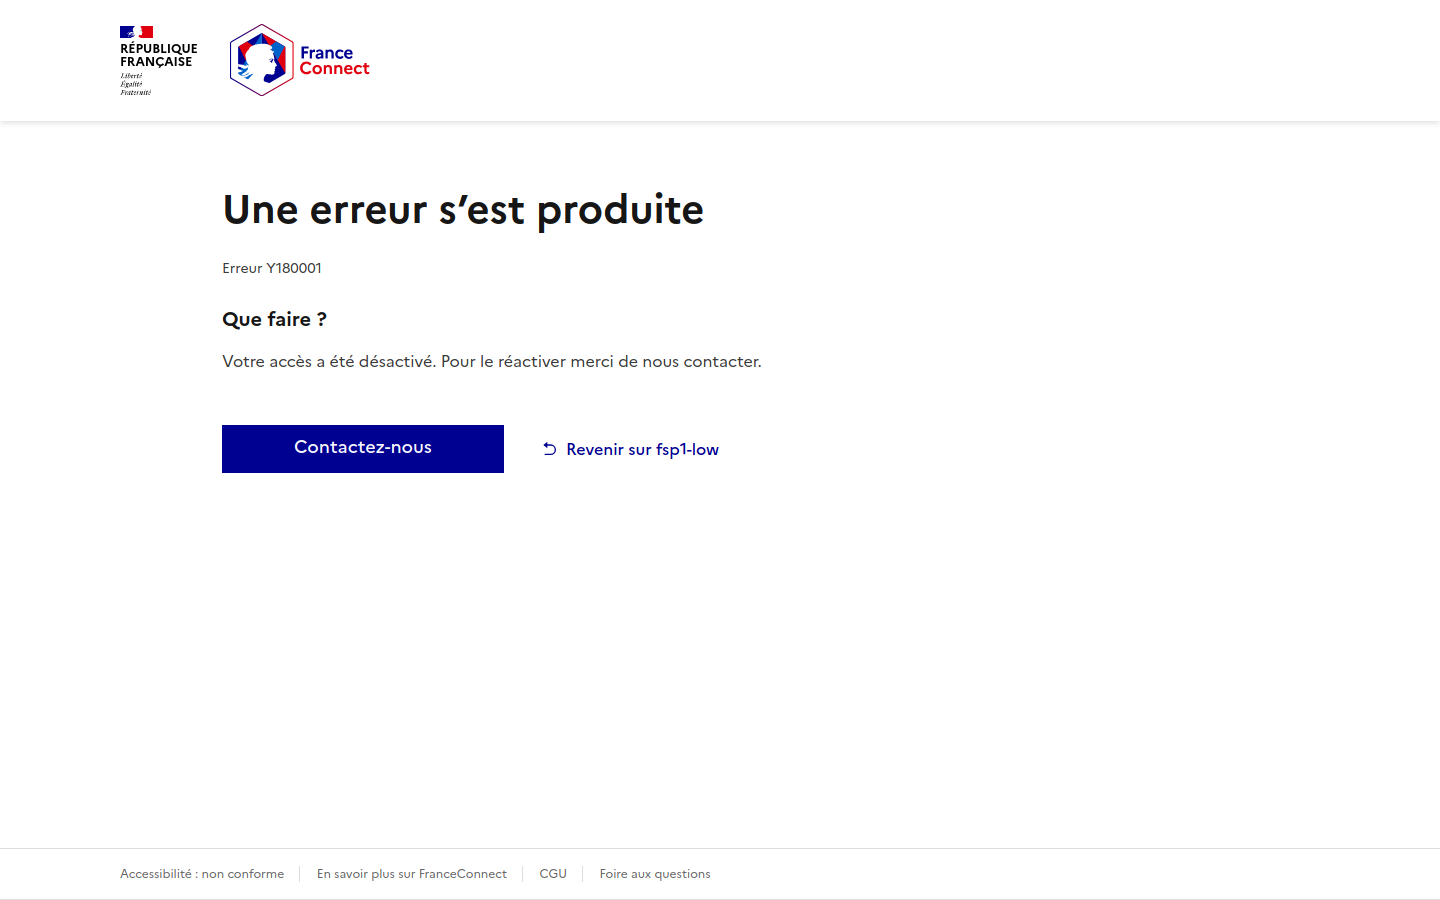 RÉPUBLIQUE
FRANÇAISE
Liberté
Égalité
Fraternité
France
Connect
Une erreur s’est produite
Erreur Y180001
Que faire ?
Votre accès a été désactivé. Pour le réactiver merci de nous contacter.
Contactez-nous
Revenir sur fsp1-low
Accessibilité : non conforme
En savoir plus sur FranceConnect
CGU
Foire aux questions